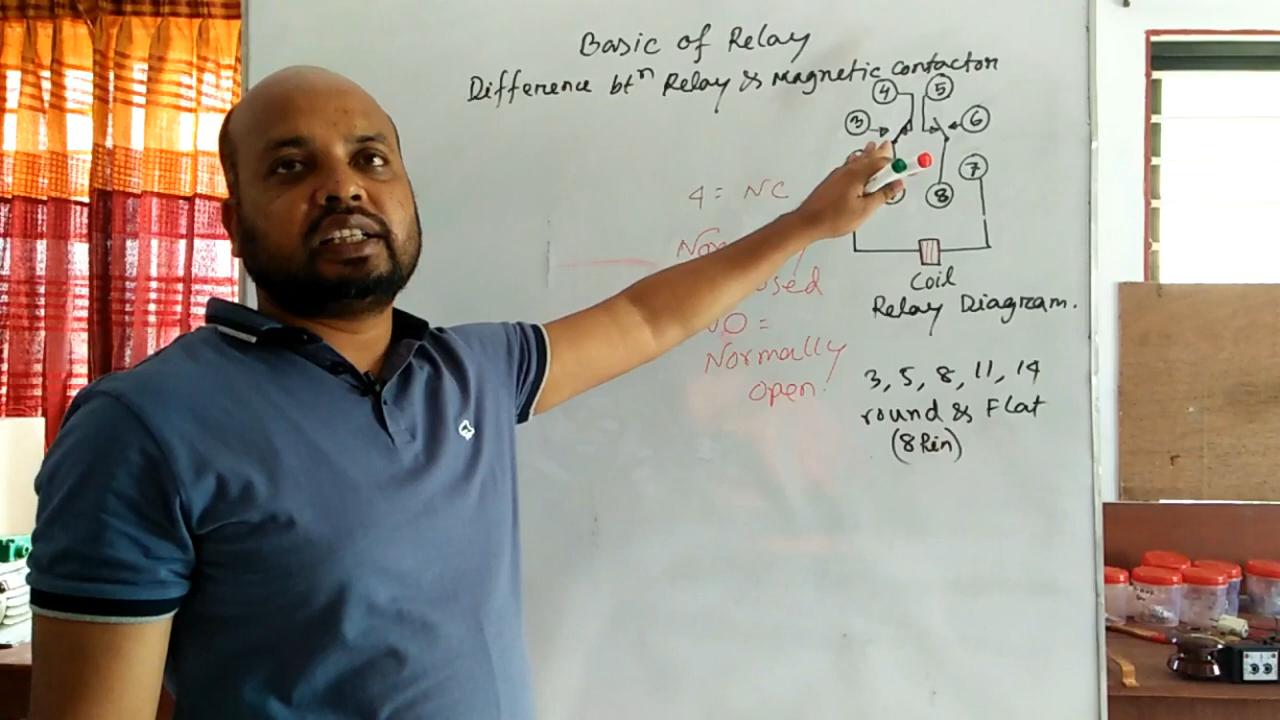 Basic of Relay
Difference btⁿ Relay & Magnetic contactor
4 5
3 6
7
8
4 = NC
Coil
Relay Diagram.
NO =
Normally
open!
3, 5, 8, 11, 14
round & Flat
(8 Pin)